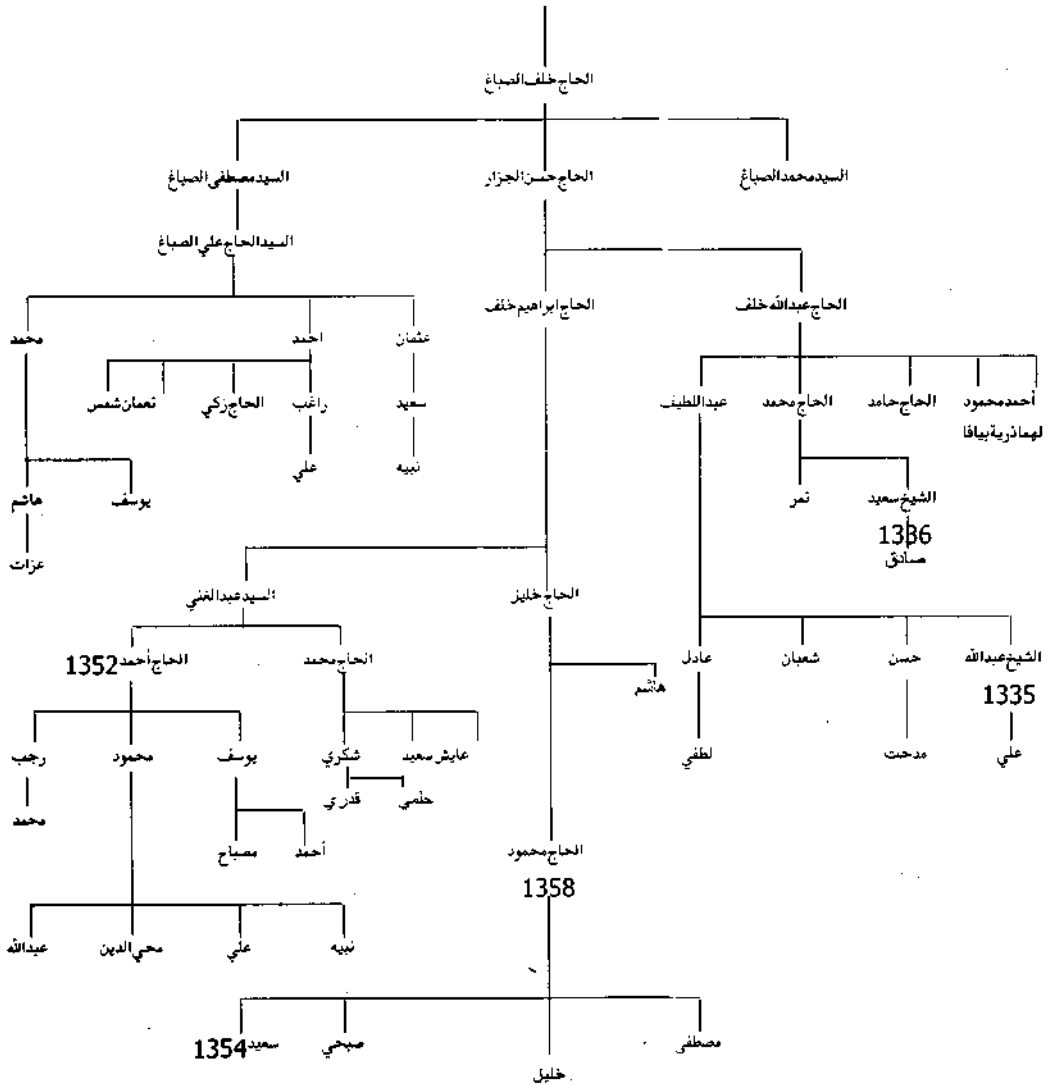 الحاج خلف الصباغ
السيد محمد الصباغ
الحاج حسن الجزار
السيد مصطفى الصباغ
السيد الحاج علي الصباغ
الحاج عبدالله خلف
الحاج ابراهيم خلف
عثمان
احمد
محمد
أحمد محمود
الحاج حامد
الحاج محمد
عبداللطيف
سعيد
راغب
الحاج زكي
نعمان شمس
لهما ذرية بيافا
نبيه
علي
الشيخ سعيد
نمر
يوسف
هاشم
1336
صادق
عزات
الحاج خليل
السيد عبدالغني
الشيخ عبدالله
حسن
شعبان
عادل
الحاج محمد
الحاج أحمد 1352
هاشم
1335
علي
مدحت
لطفي
عايش سعيد
شكري
يوسف
محمود
رجب
حلمي
قدري
محمد
الحاج محمود
أحمد
مصباح
1358
نبيه
علي
محي الدين
عبدالله
مصطفى
صبحي
سعيد 1354
خليل